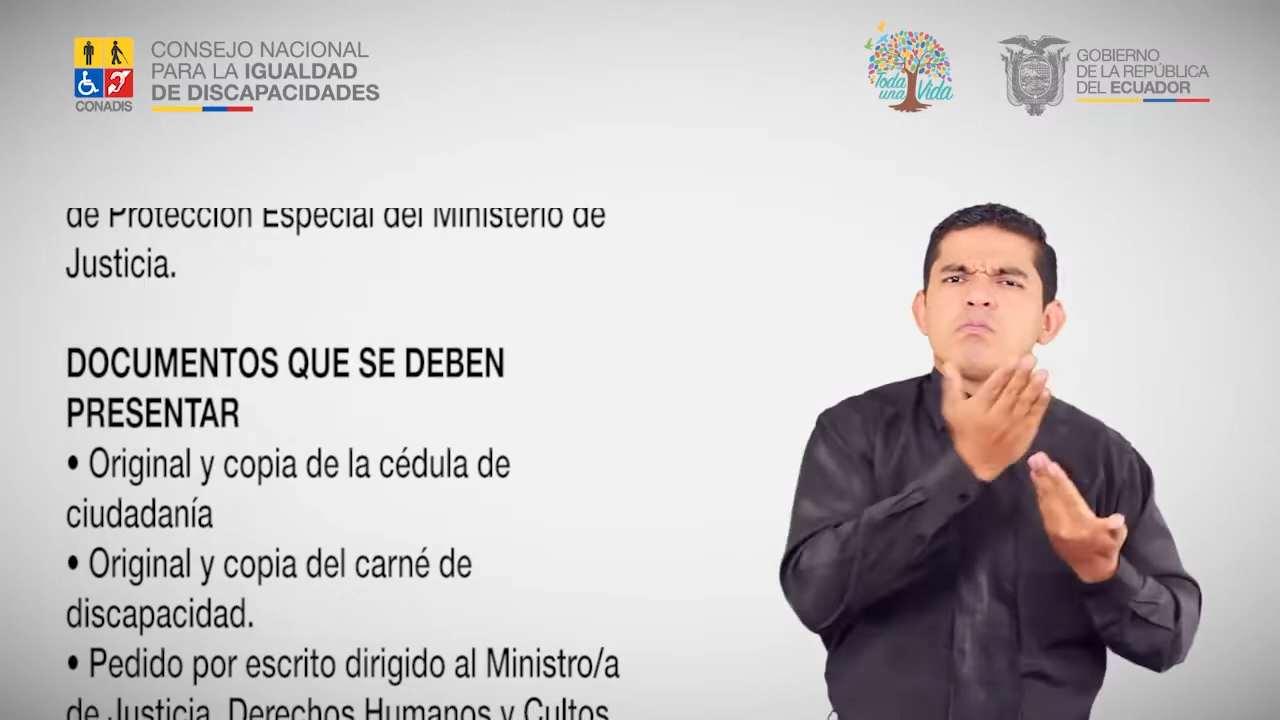 CONSEJO NACIONAL
PARA LA IGUALDAD
DE DISCAPACIDADES
CONADIS
Toda
una Vida
GOBIERNO
DE LA REPÚBLICA
DEL ECUADOR
de Protección Especial del Ministerio de
Justicia.
DOCUMENTOS QUE SE DEBEN
PRESENTAR
• Original y copia de la cédula de
ciudadanía
• Original y copia del carné de
discapacidad.
• Pedido por escrito dirigido al Ministro/a
de Justicia, Derechos Humanos y Cultos